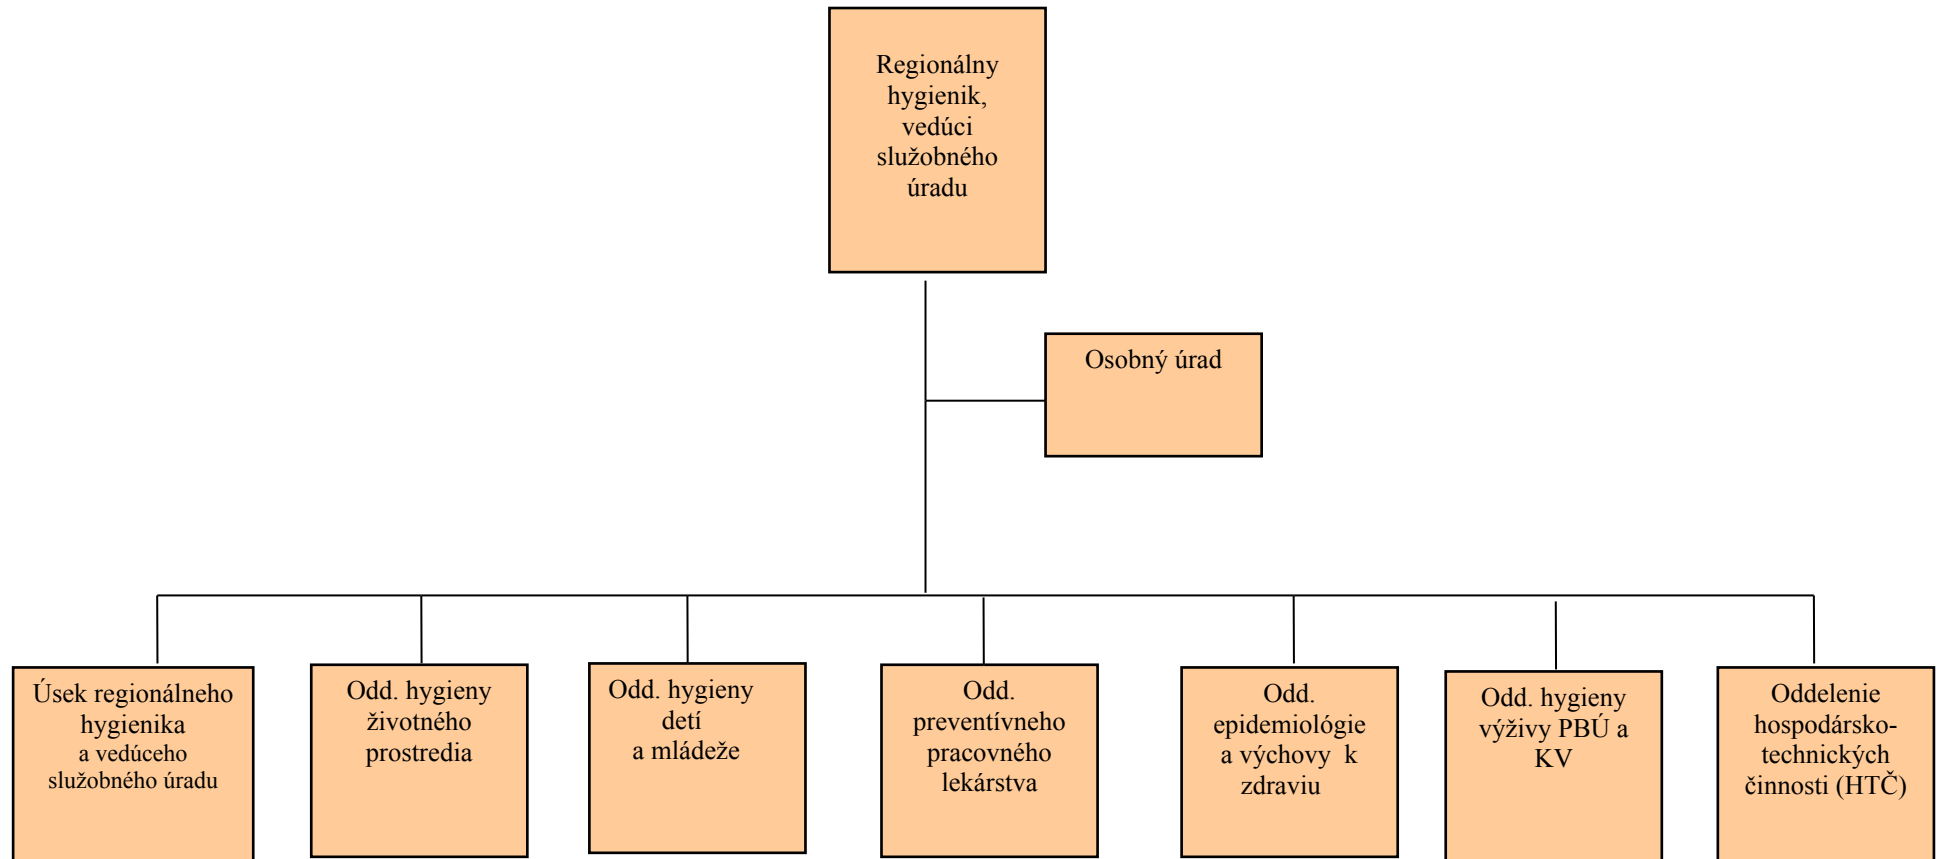 Regionálny
hygienik,
vedúci
služobného
úradu
Osobný úrad
Úsek regionálneho
hygienika
a vedúceho
služobného úradu
Odd. hygieny
životného
prostredia
Odd. hygieny
detí
a mládeže
Odd.
preventívneho
pracovného
lekárstva
Odd.
epidemiológie
a výchovy k
zdraviu
Odd. hygieny
výživy PBÚ a
KV
Oddelenie
hospodársko-
technických
činnosti (HTČ)